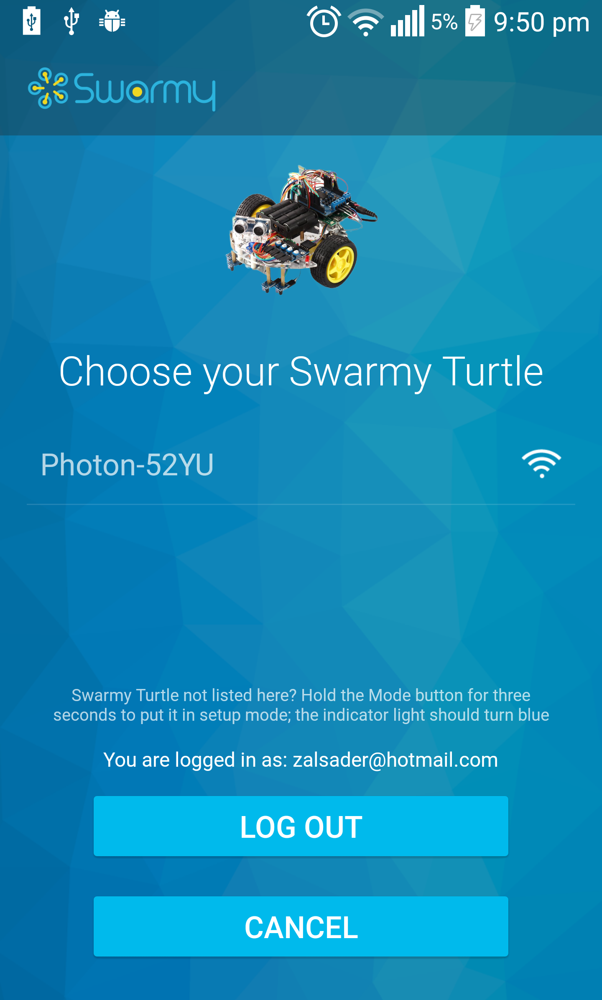 5% 9:50 pm
Swarmy
Choose your Swarmy Turtle
Photon-52YU
Swarmy Turtle not listed here? Hold the Mode button for three
seconds to put it in setup mode; the indicator light should turn blue
You are logged in as: zalsader@hotmail.com
LOG OUT
CANCEL